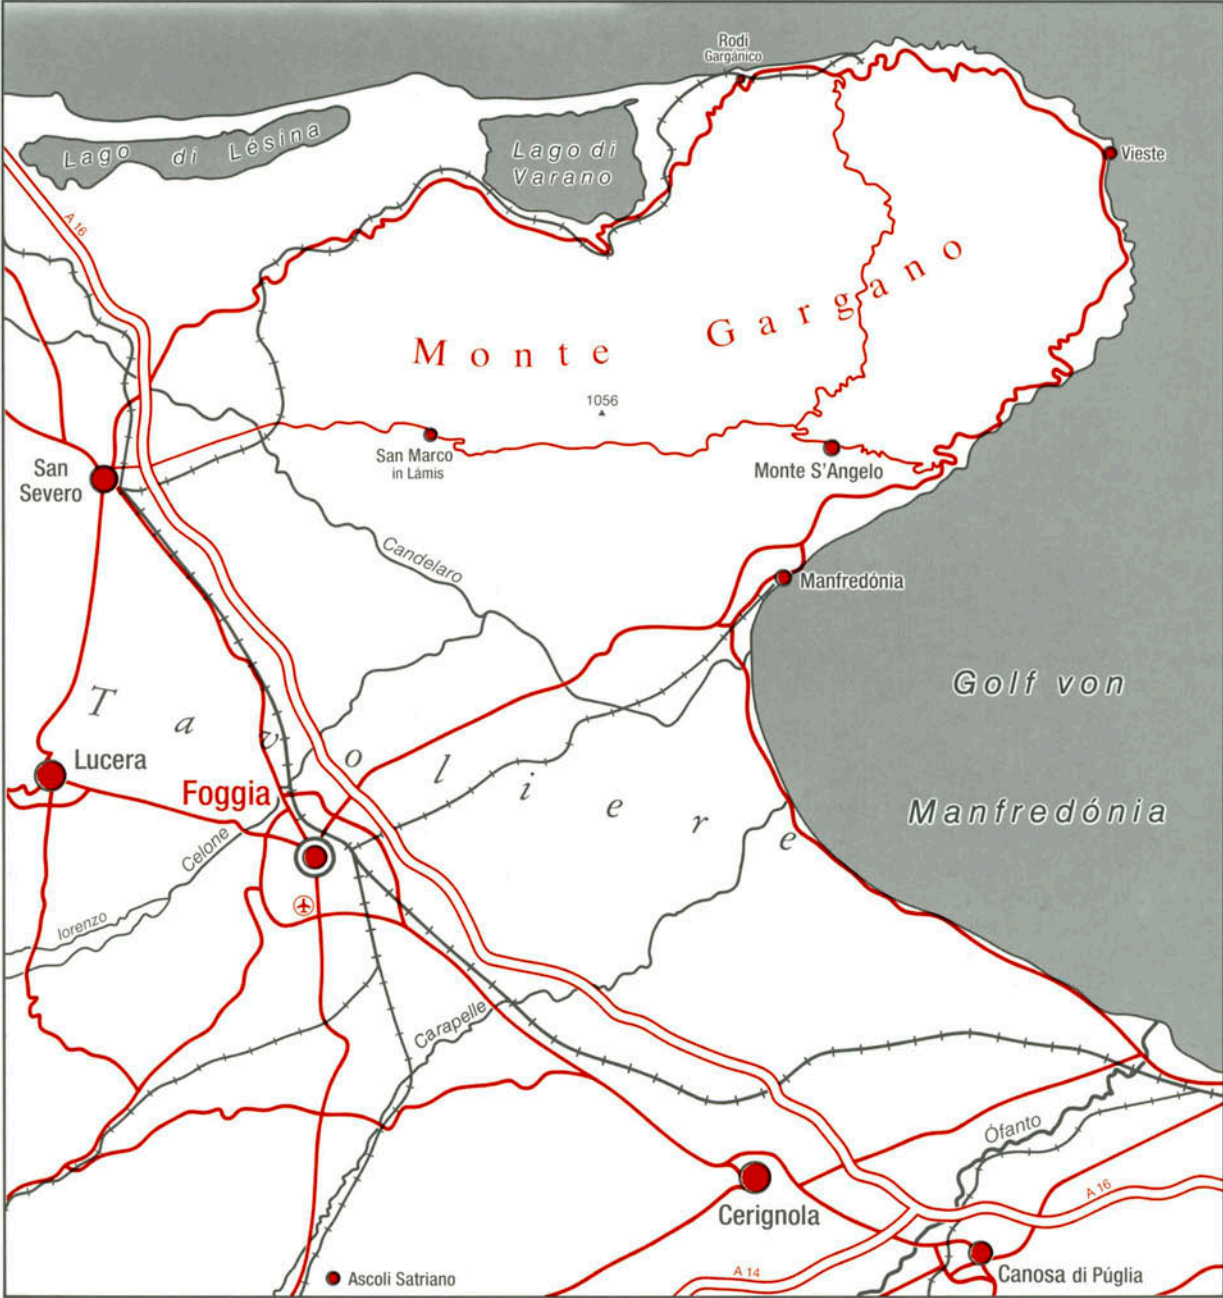 Rodi
Gargánico
Lago di Lésina
Lago di
Varano
Vieste
A 16
Monte Gargano
1056
San Marco
in Lámis
Monte S'Angelo
San
Severo
Candelaro
Manfredónia
Golf von
Manfredónia
Tavoliere
Lucera
Foggia
Celone
lorenzo
Carapelle
Ófanto
Cerignola
A 16
A 14
Canosa di Púglia
Ascoli Satriano